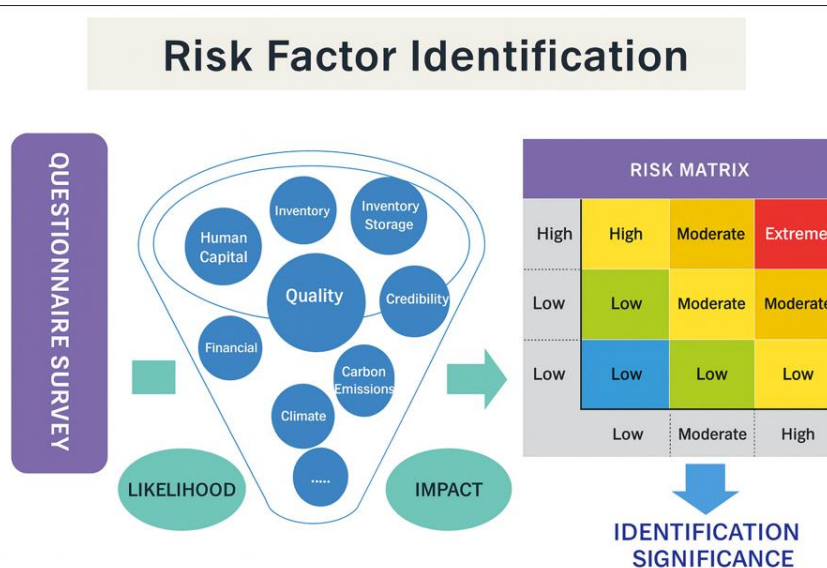 Risk Factor Identification
QUESTIONNAIRE SURVEY
Inventory
Inventory
Storage
Human
Capital
Quality
Credibility
Financial
Carbon
Emissions
Climate
.....
LIKELIHOOD
IMPACT
RISK MATRIX
High High Moderate Extreme
Low Low Moderate Moderate
Low Low Low Low
Low Moderate High
IDENTIFICATION
SIGNIFICANCE